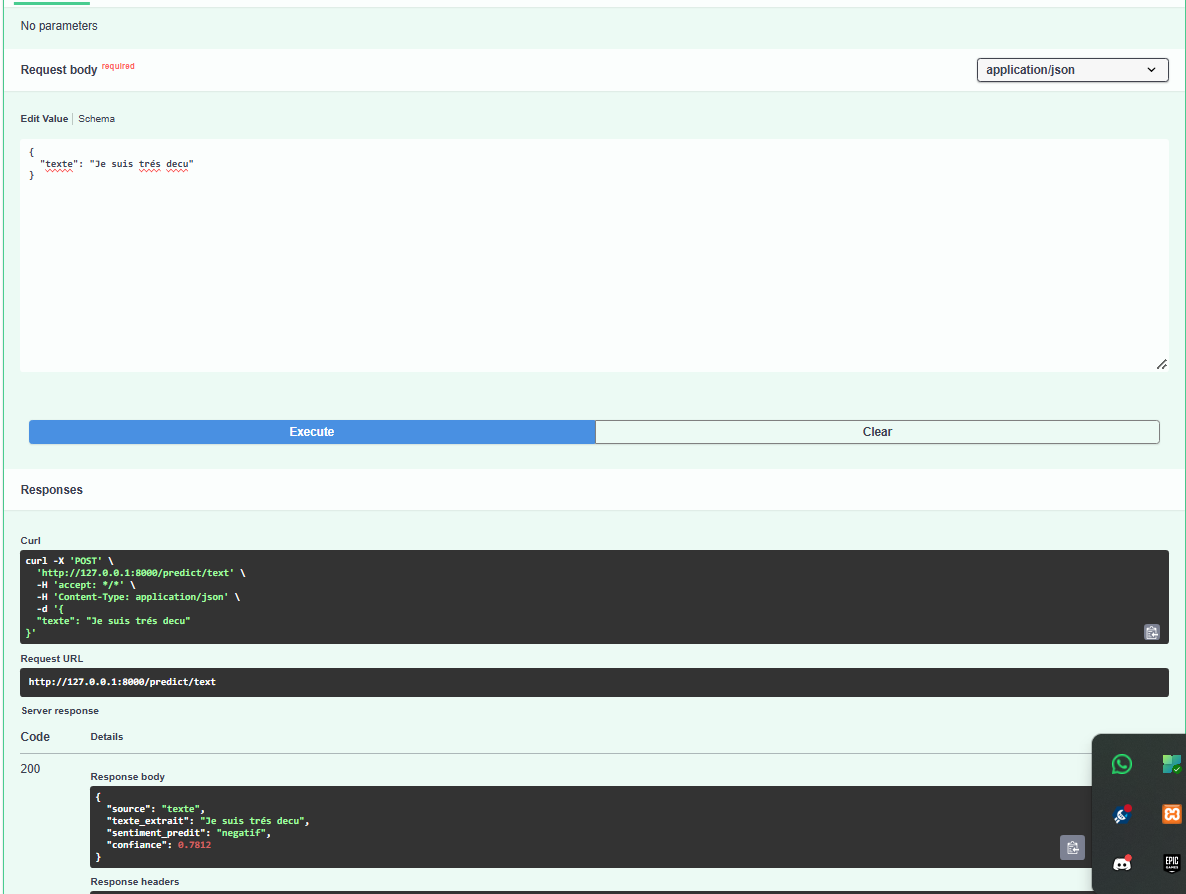 No parameters
Request body required
application/json
Edit Value | Schema
{
  "texte": "Je suis trés decu"
}
Execute
Clear
Responses
Curl
curl -X 'POST' \
  'http://127.0.0.1:8000/predict/text' \
  -H 'accept: */*' \
  -H 'Content-Type: application/json' \
  -d '{
  "texte": "Je suis trés decu"
}'
Request URL
http://127.0.0.1:8000/predict/text
Server response
Code
Details
200
Response body
{
  "source": "texte",
  "texte_extrait": "Je suis trés decu",
  "sentiment_predit": "negatif",
  "confiance": 0.7812
}
Response headers
EPIC
GAMES